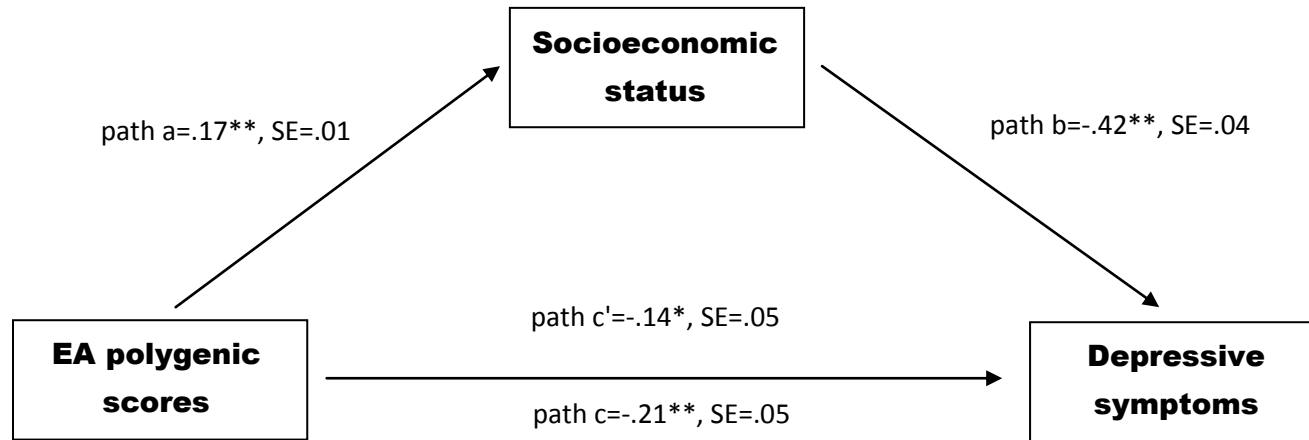 Socioeconomic
status
path a=.17**, SE=.01
path b=-.42**, SE=.04
path c'=-.14*, SE=.05
EA polygenic
scores
Depressive
symptoms
path c=-.21**, SE=.05